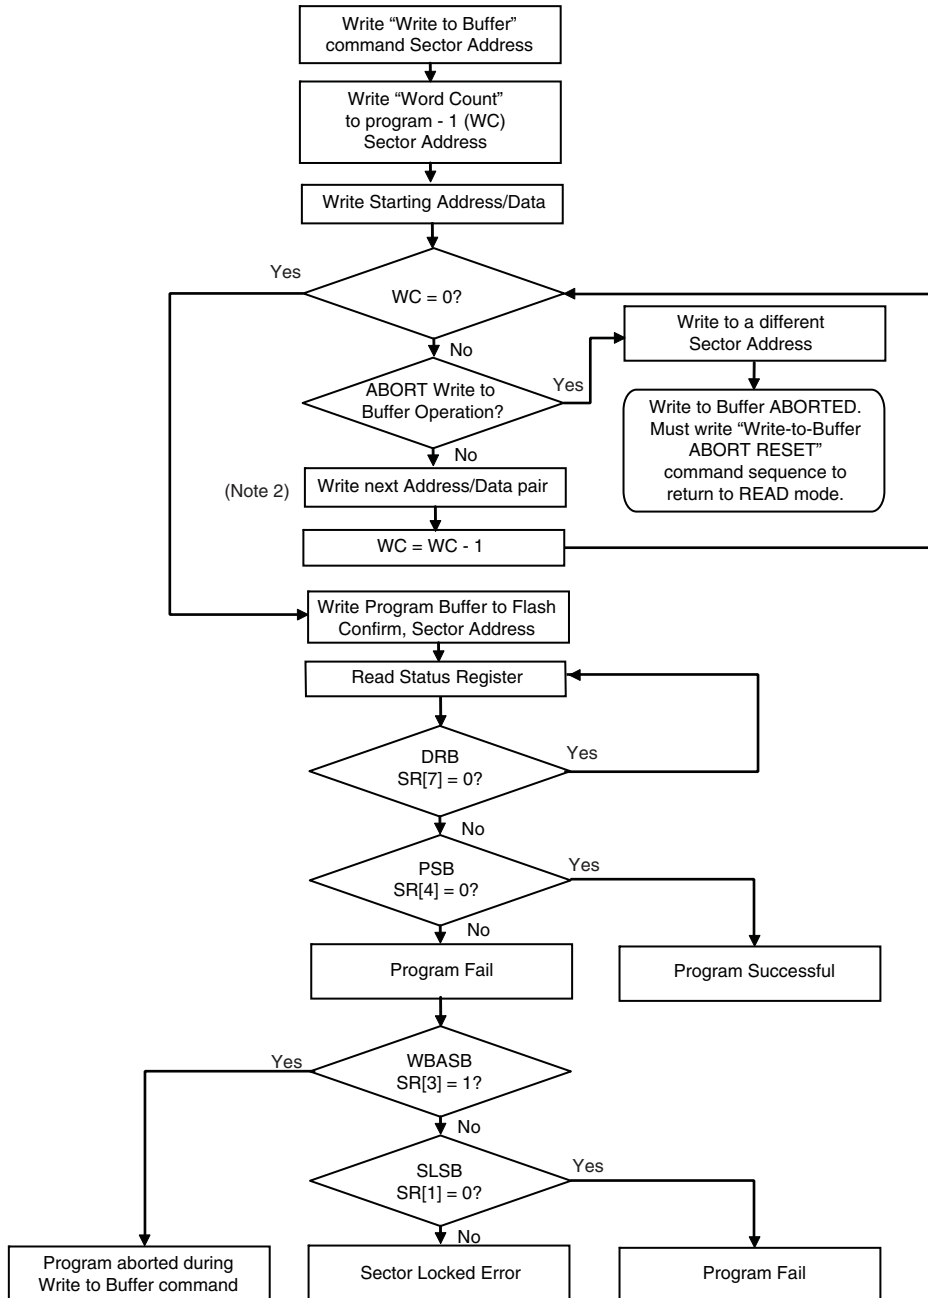 Write “Write to Buffer”
command Sector Address
Write “Word Count”
to program - 1 (WC)
Sector Address
Write Starting Address/Data
Yes
WC = 0?
No
Write to a different
Sector Address
ABORT Write to
Buffer Operation?
Yes
No
Write to Buffer ABORTED.
Must write “Write-to-Buffer
ABORT RESET”
command sequence to
return to READ mode.
(Note 2)
Write next Address/Data pair
WC = WC - 1
Write Program Buffer to Flash
Confirm, Sector Address
Read Status Register
DRB
SR[7] = 0?
Yes
No
PSB
SR[4] = 0?
Yes
No
Program Fail
Program Successful
Yes
WBASB
SR[3] = 1?
No
SLSB
SR[1] = 0?
Yes
No
Program aborted during
Write to Buffer command
Sector Locked Error
Program Fail